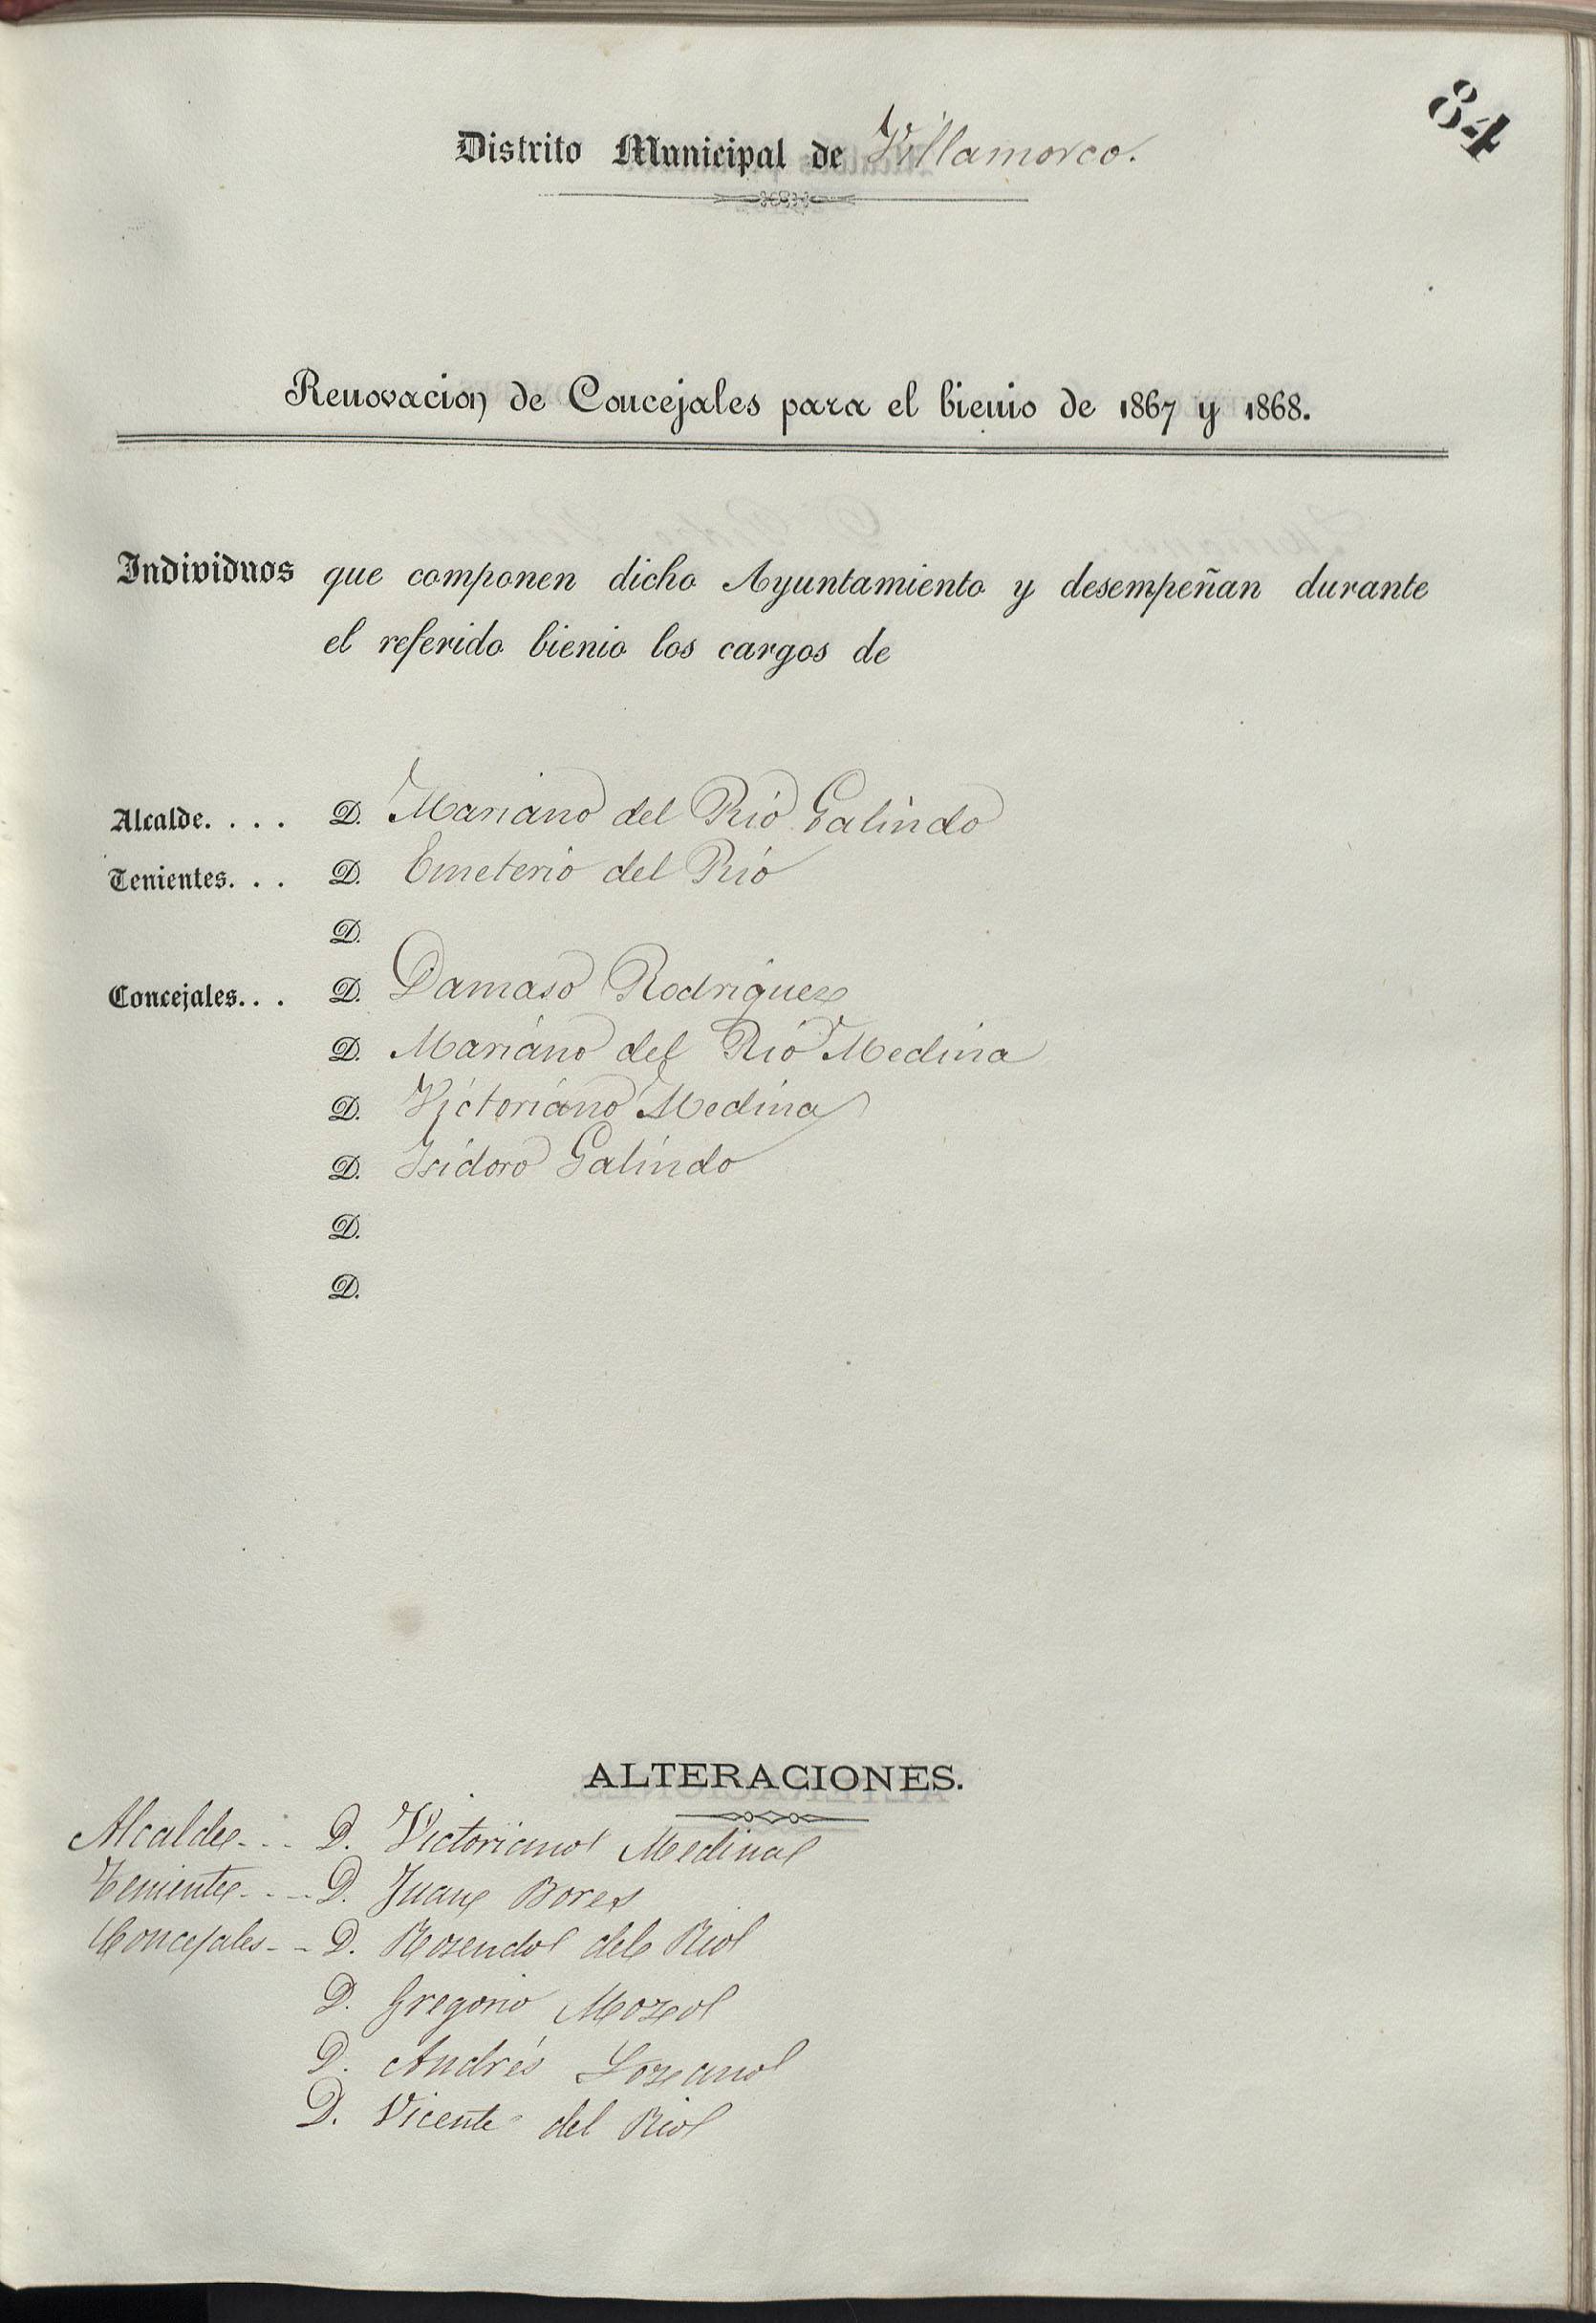 84
Distrito Municipal de Villamorco.
Renovacion de Concejales para el bienio de 1867 y 1868.
Individuos que componen dicho Ayuntamiento y desempeñan durante
el referido bienio los cargos de
Alcalde. . . . D. Mariano del Rio Galindo
Tenientes. . . D. Emeterio del Rio
D.
Concejales. . . D. Damaso Rodriguez
D. Mariano del Rio Medina
D. Victoriano Medina
D. Isidoro Galindo
D.
D.
ALTERACIONES.
Alcalde - - - D. Victoriano Medina
Teniente - - - D. Juan Bores
Concejales - - D. Rosendo del Rio
D. Gregorio Mozo
D. Andrés Lozano
D. Vicente del Rio